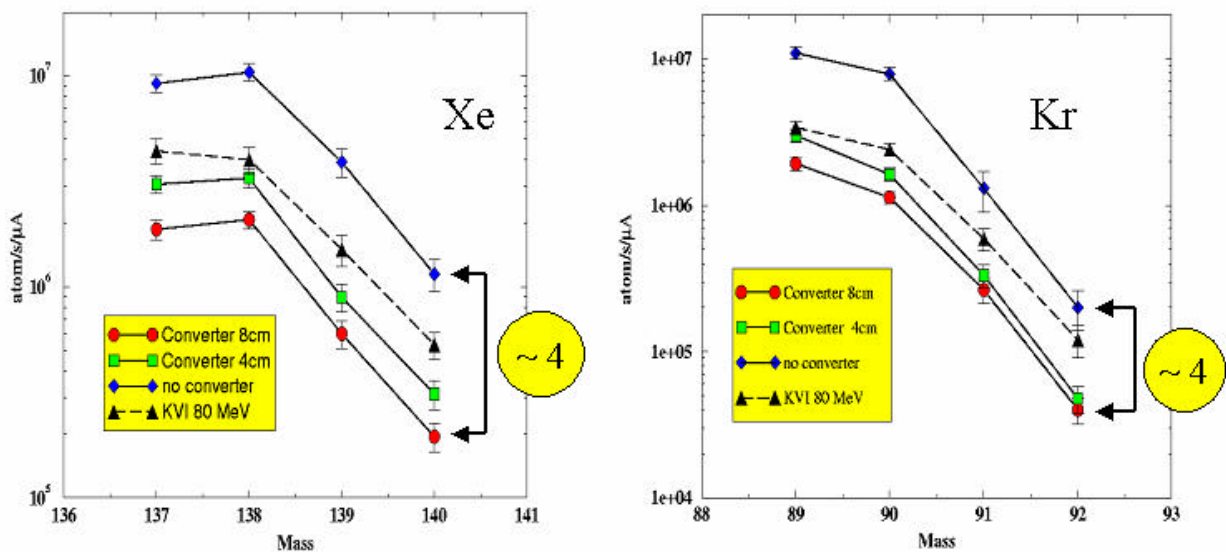 10^7
10^6
10^5
atom/s/µA
Xe
Converter 8cm
Converter 4cm
no converter
KVI 80 MeV
~ 4
136 137 138 139 140 141
Mass
1e+07
1e+06
1e+05
1e+04
atom/s/µA
Kr
Converter 8cm
Converter 4cm
no converter
KVI 80 MeV
~ 4
88 89 90 91 92 93
Mass